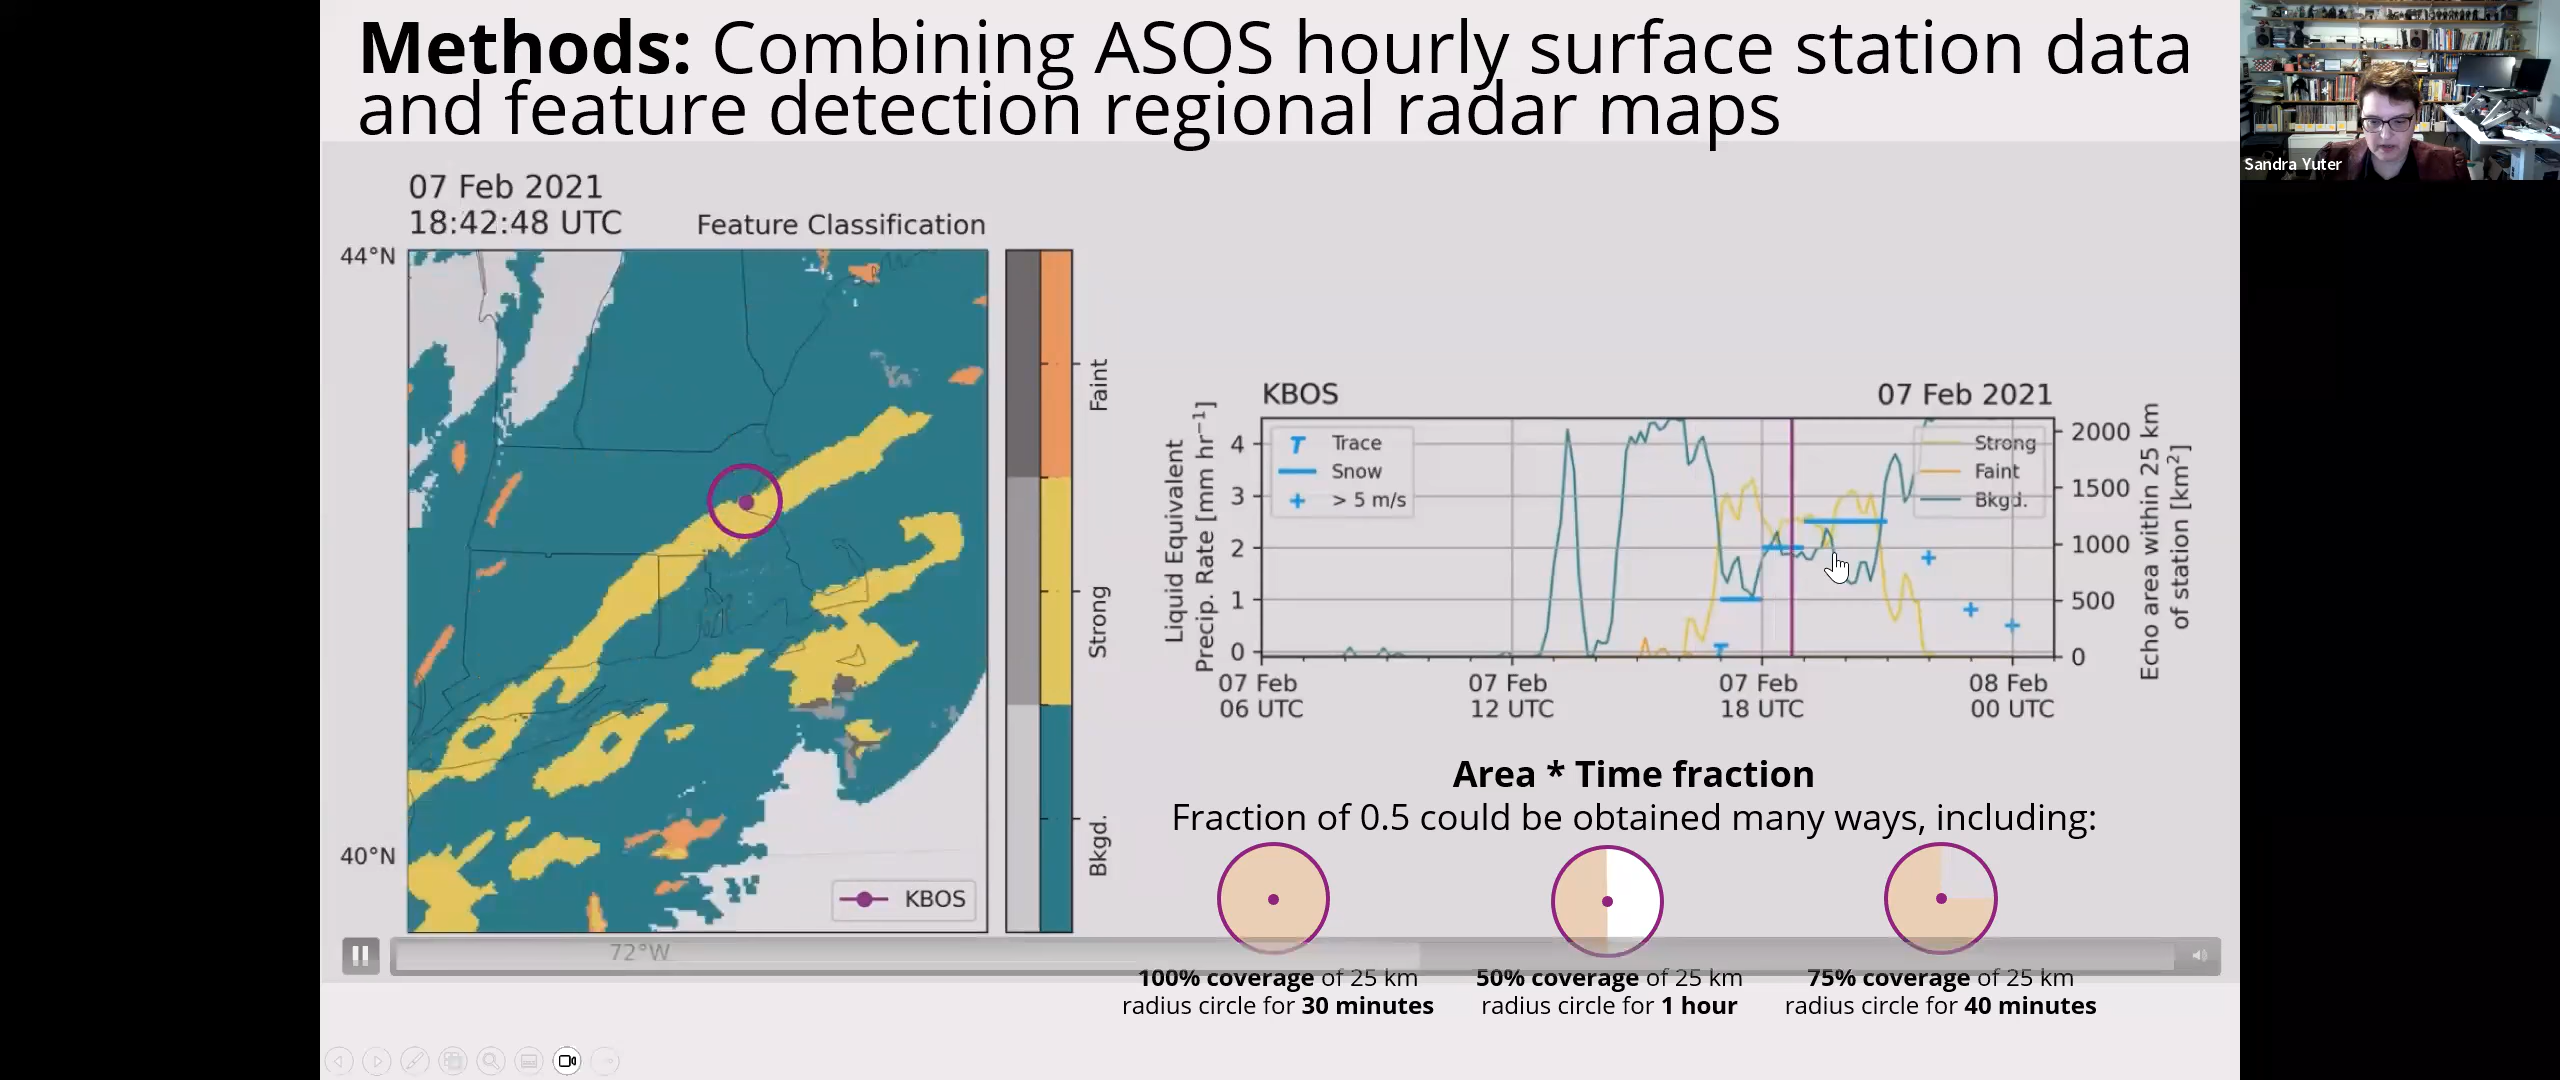 Methods: Combining ASOS hourly surface station data
and feature detection regional radar maps
Sandra Yuter
07 Feb 2021
18:42:48 UTC
Feature Classification
44°N
40°N
72°W
KBOS
Faint
Strong
Bkgd.
KBOS
07 Feb 2021
Liquid Equivalent
Precip. Rate [mm hr⁻¹]
4
3
2
1
0
T Trace
Snow
+ > 5 m/s
Strong
Faint
Bkgd.
2000
1500
1000
500
0
Echo area within 25 km
of station [km²]
T
07 Feb
06 UTC
07 Feb
12 UTC
07 Feb
18 UTC
08 Feb
00 UTC
Area * Time fraction
Fraction of 0.5 could be obtained many ways, including:
100% coverage of 25 km
radius circle for 30 minutes
50% coverage of 25 km
radius circle for 1 hour
75% coverage of 25 km
radius circle for 40 minutes